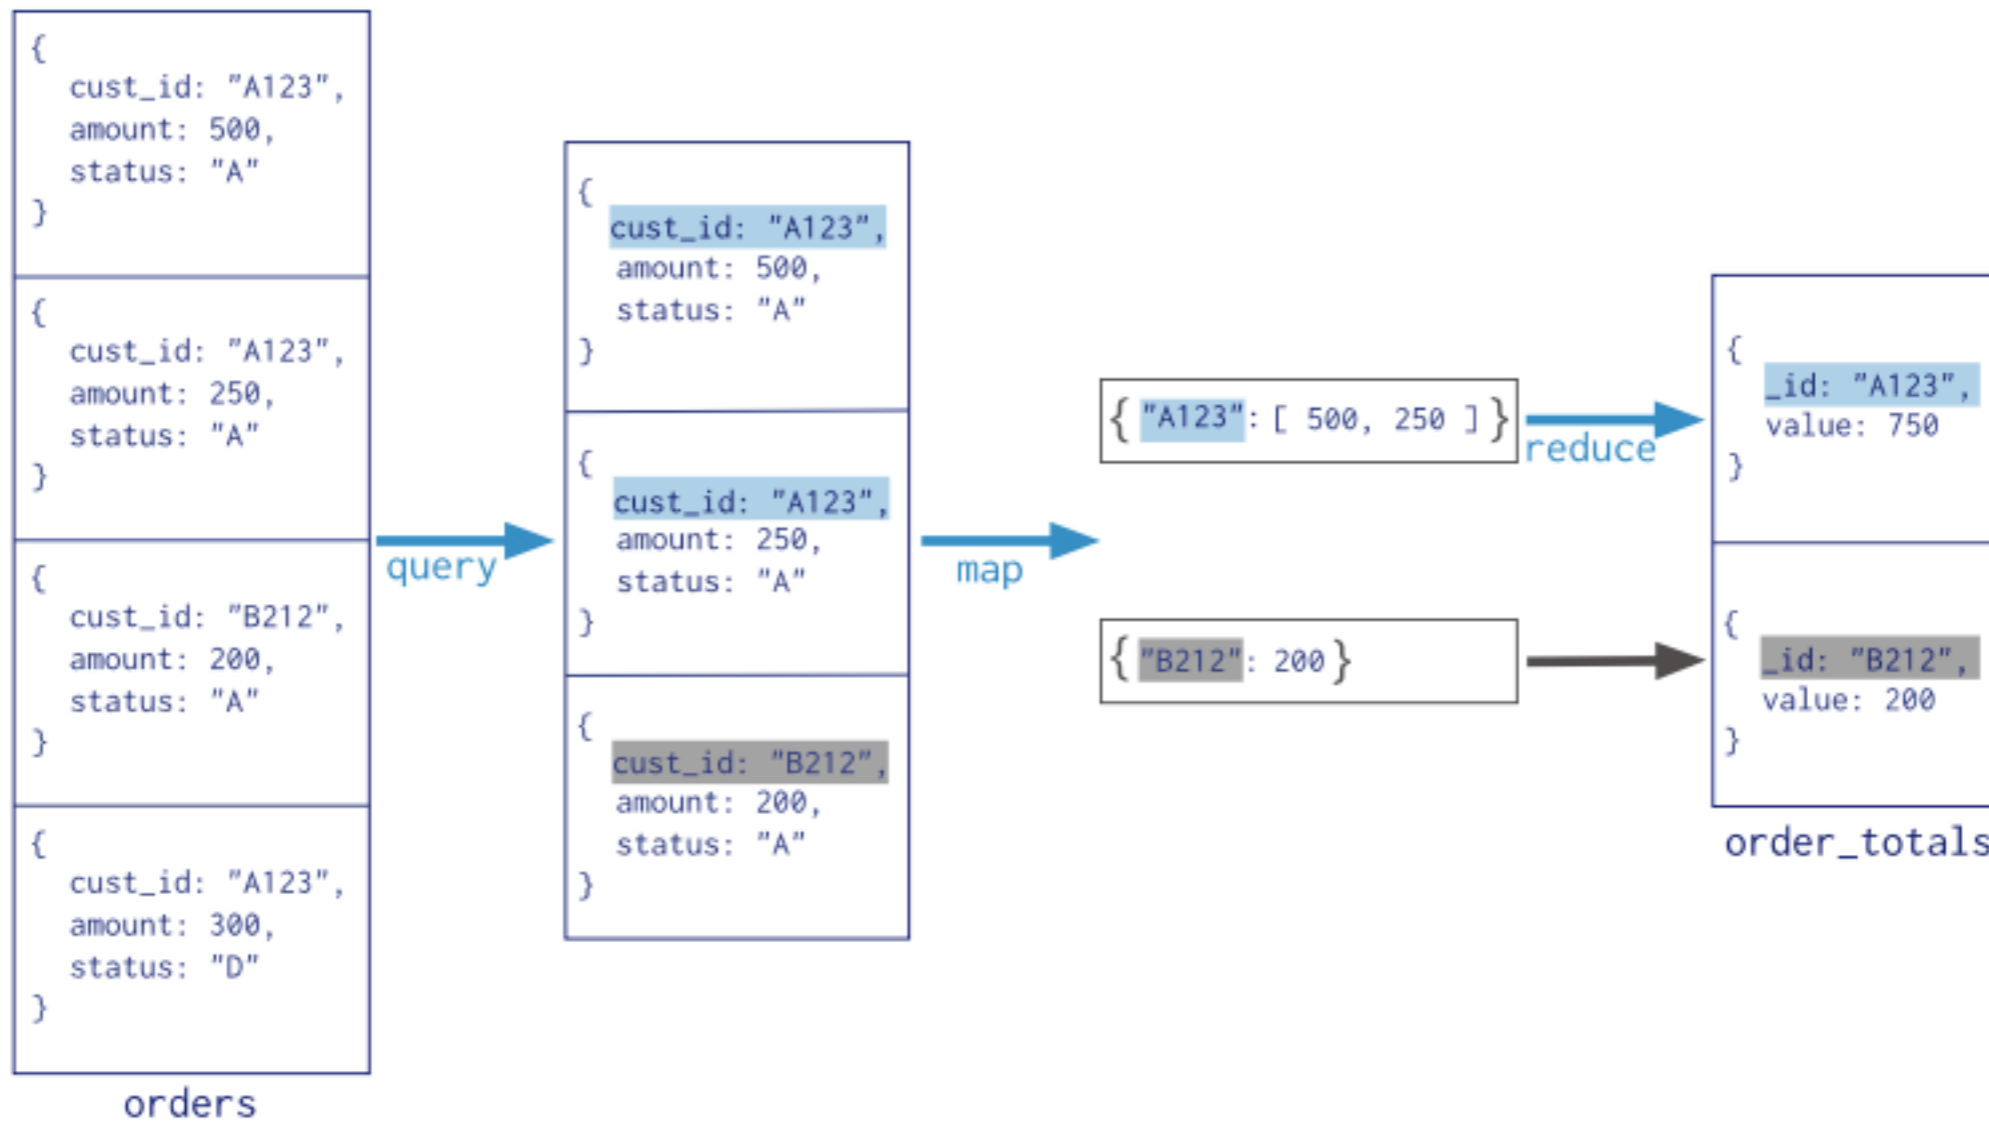 {
cust_id: "A123",
amount: 500,
status: "A"
}
{
cust_id: "A123",
amount: 250,
status: "A"
}
{
cust_id: "B212",
amount: 200,
status: "A"
}
{
cust_id: "A123",
amount: 300,
status: "D"
}
orders
query
{
cust_id: "A123",
amount: 500,
status: "A"
}
{
cust_id: "A123",
amount: 250,
status: "A"
}
{
cust_id: "B212",
amount: 200,
status: "A"
}
map
{ "A123": [ 500, 250 ] }
reduce
{ "B212": 200 }
{
_id: "A123",
value: 750
}
{
_id: "B212",
value: 200
}
order_totals